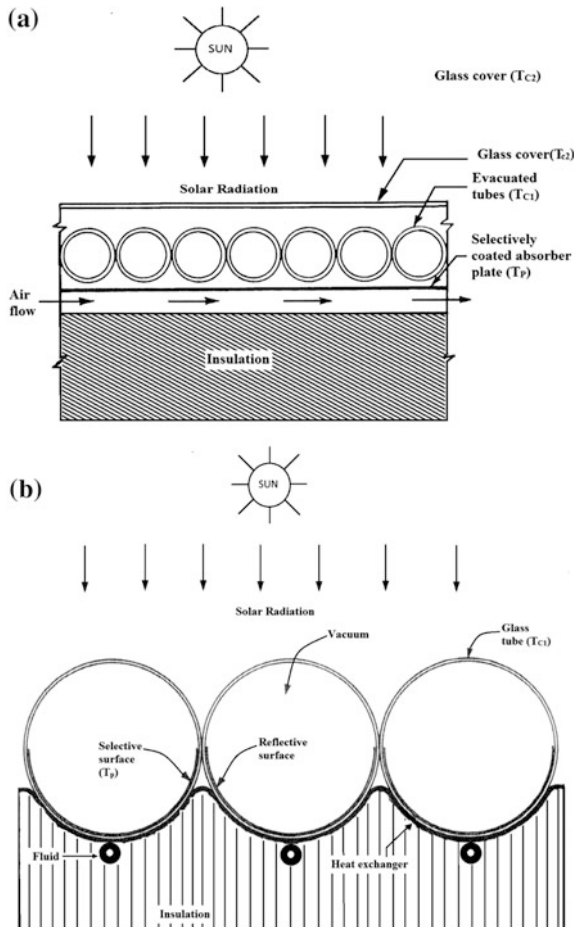 (a)
SUN
Glass cover (TC2)
Glass cover(Tc2)
Solar Radiation
Evacuated
tubes (TC1)
Selectively
coated absorber
plate (TP)
Air
flow
Insulation
(b)
SUN
Solar Radiation
Vacuum
Glass
tube (TC1)
Selective
surface
(Tp)
Reflective
surface
Fluid
Heat exchanger
Insulation